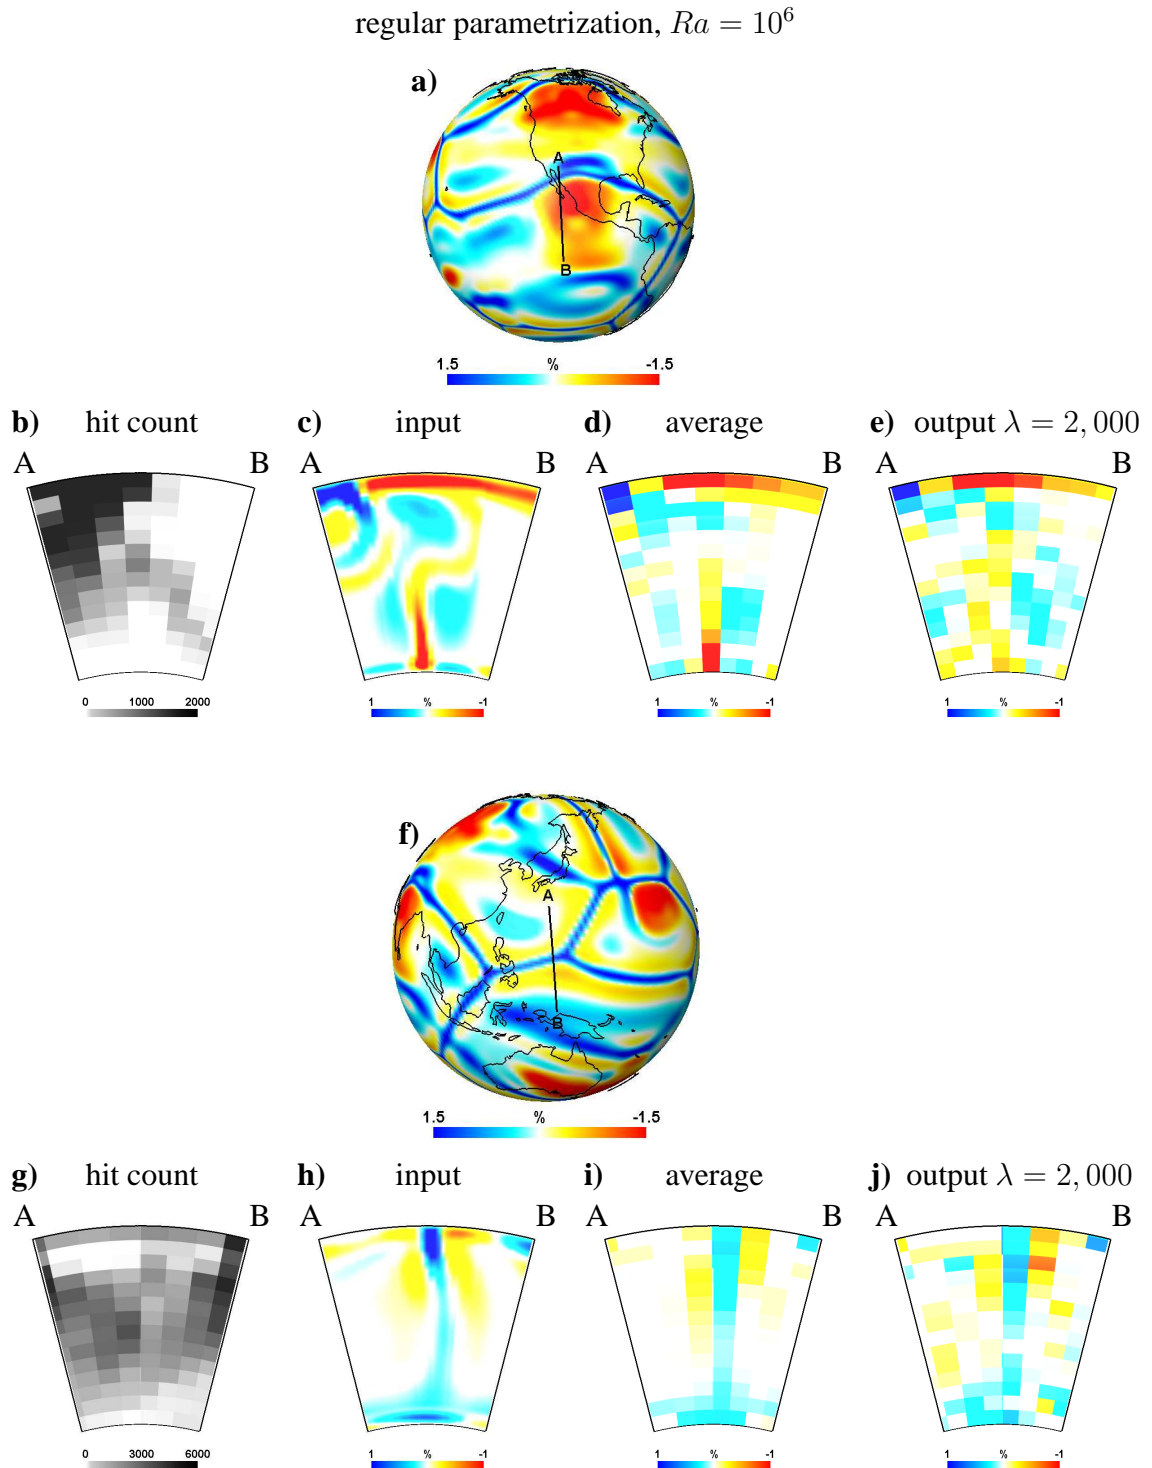 regular parametrization, Ra = 10⁶
a)
A
B
1.5 % -1.5
b) hit count c) input d) average e) output λ = 2,000
A B A B A B A B
0 1000 2000 1 % -1 1 % -1 1 % -1
f)
A
B
1.5 % -1.5
g) hit count h) input i) average j) output λ = 2,000
A B A B A B A B
0 3000 6000 1 % -1 1 % -1 1 % -1